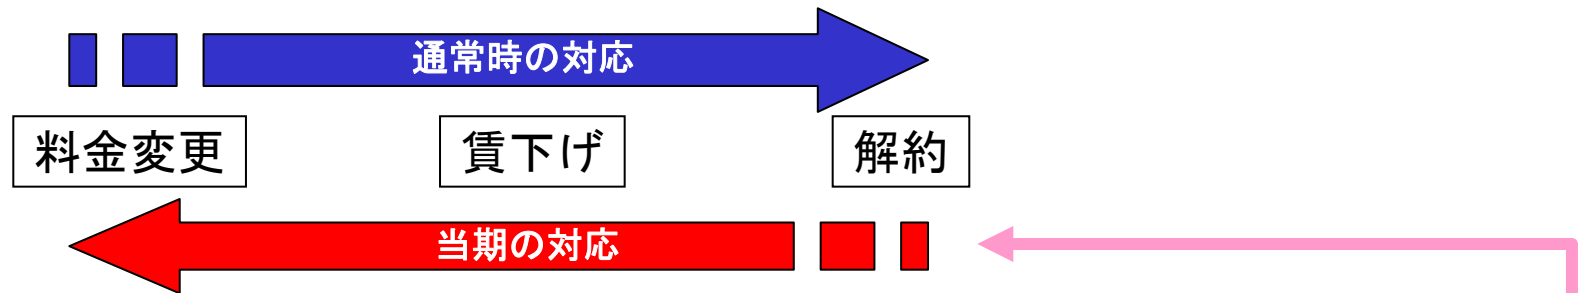 通常時の対応
料金変更 賃下げ 解約
当期の対応